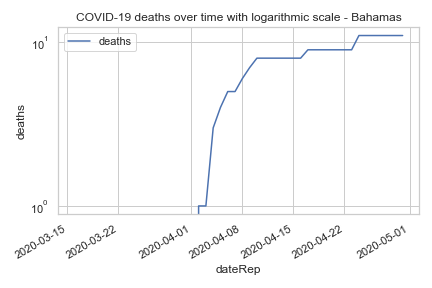 COVID-19 deaths over time with logarithmic scale - Bahamas
deaths
10¹
10⁰
deaths
2020-03-15
2020-03-22
2020-04-01
2020-04-08
2020-04-15
2020-04-22
2020-05-01
dateRep